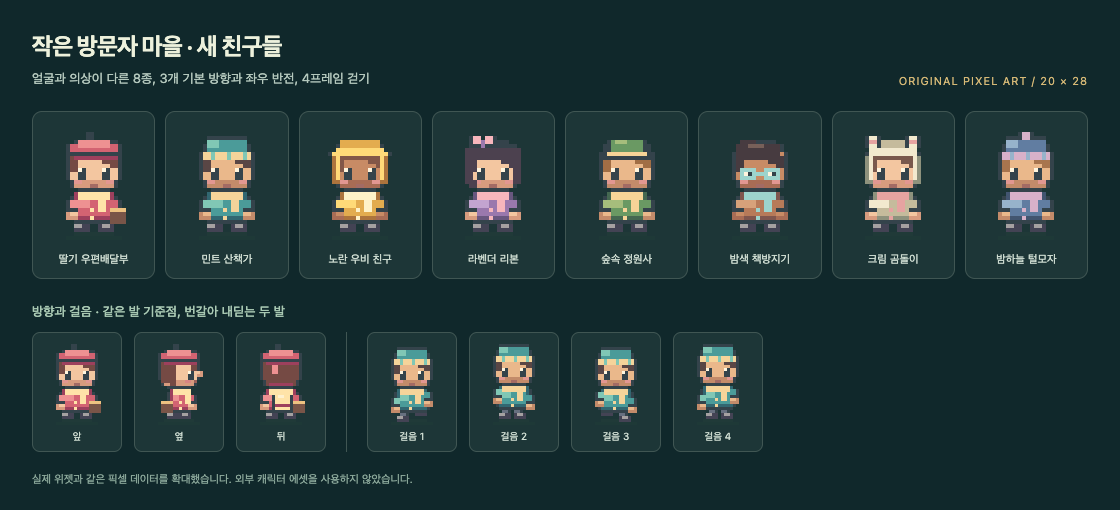 작은 방문자 마을 · 새 친구들
얼굴과 의상이 다른 8종, 3개 기본 방향과 좌우 반전, 4프레임 걷기
ORIGINAL PIXEL ART / 20 × 28
딸기 우편배달부
민트 산책가
노란 우비 친구
라벤더 리본
숲속 정원사
밤색 책방지기
크림 곰돌이
밤하늘 털모자
방향과 걸음 · 같은 발 기준점, 번갈아 내딛는 두 발
앞
옆
뒤
걸음 1
걸음 2
걸음 3
걸음 4
실제 위젯과 같은 픽셀 데이터를 확대했습니다. 외부 캐릭터 에셋을 사용하지 않았습니다.